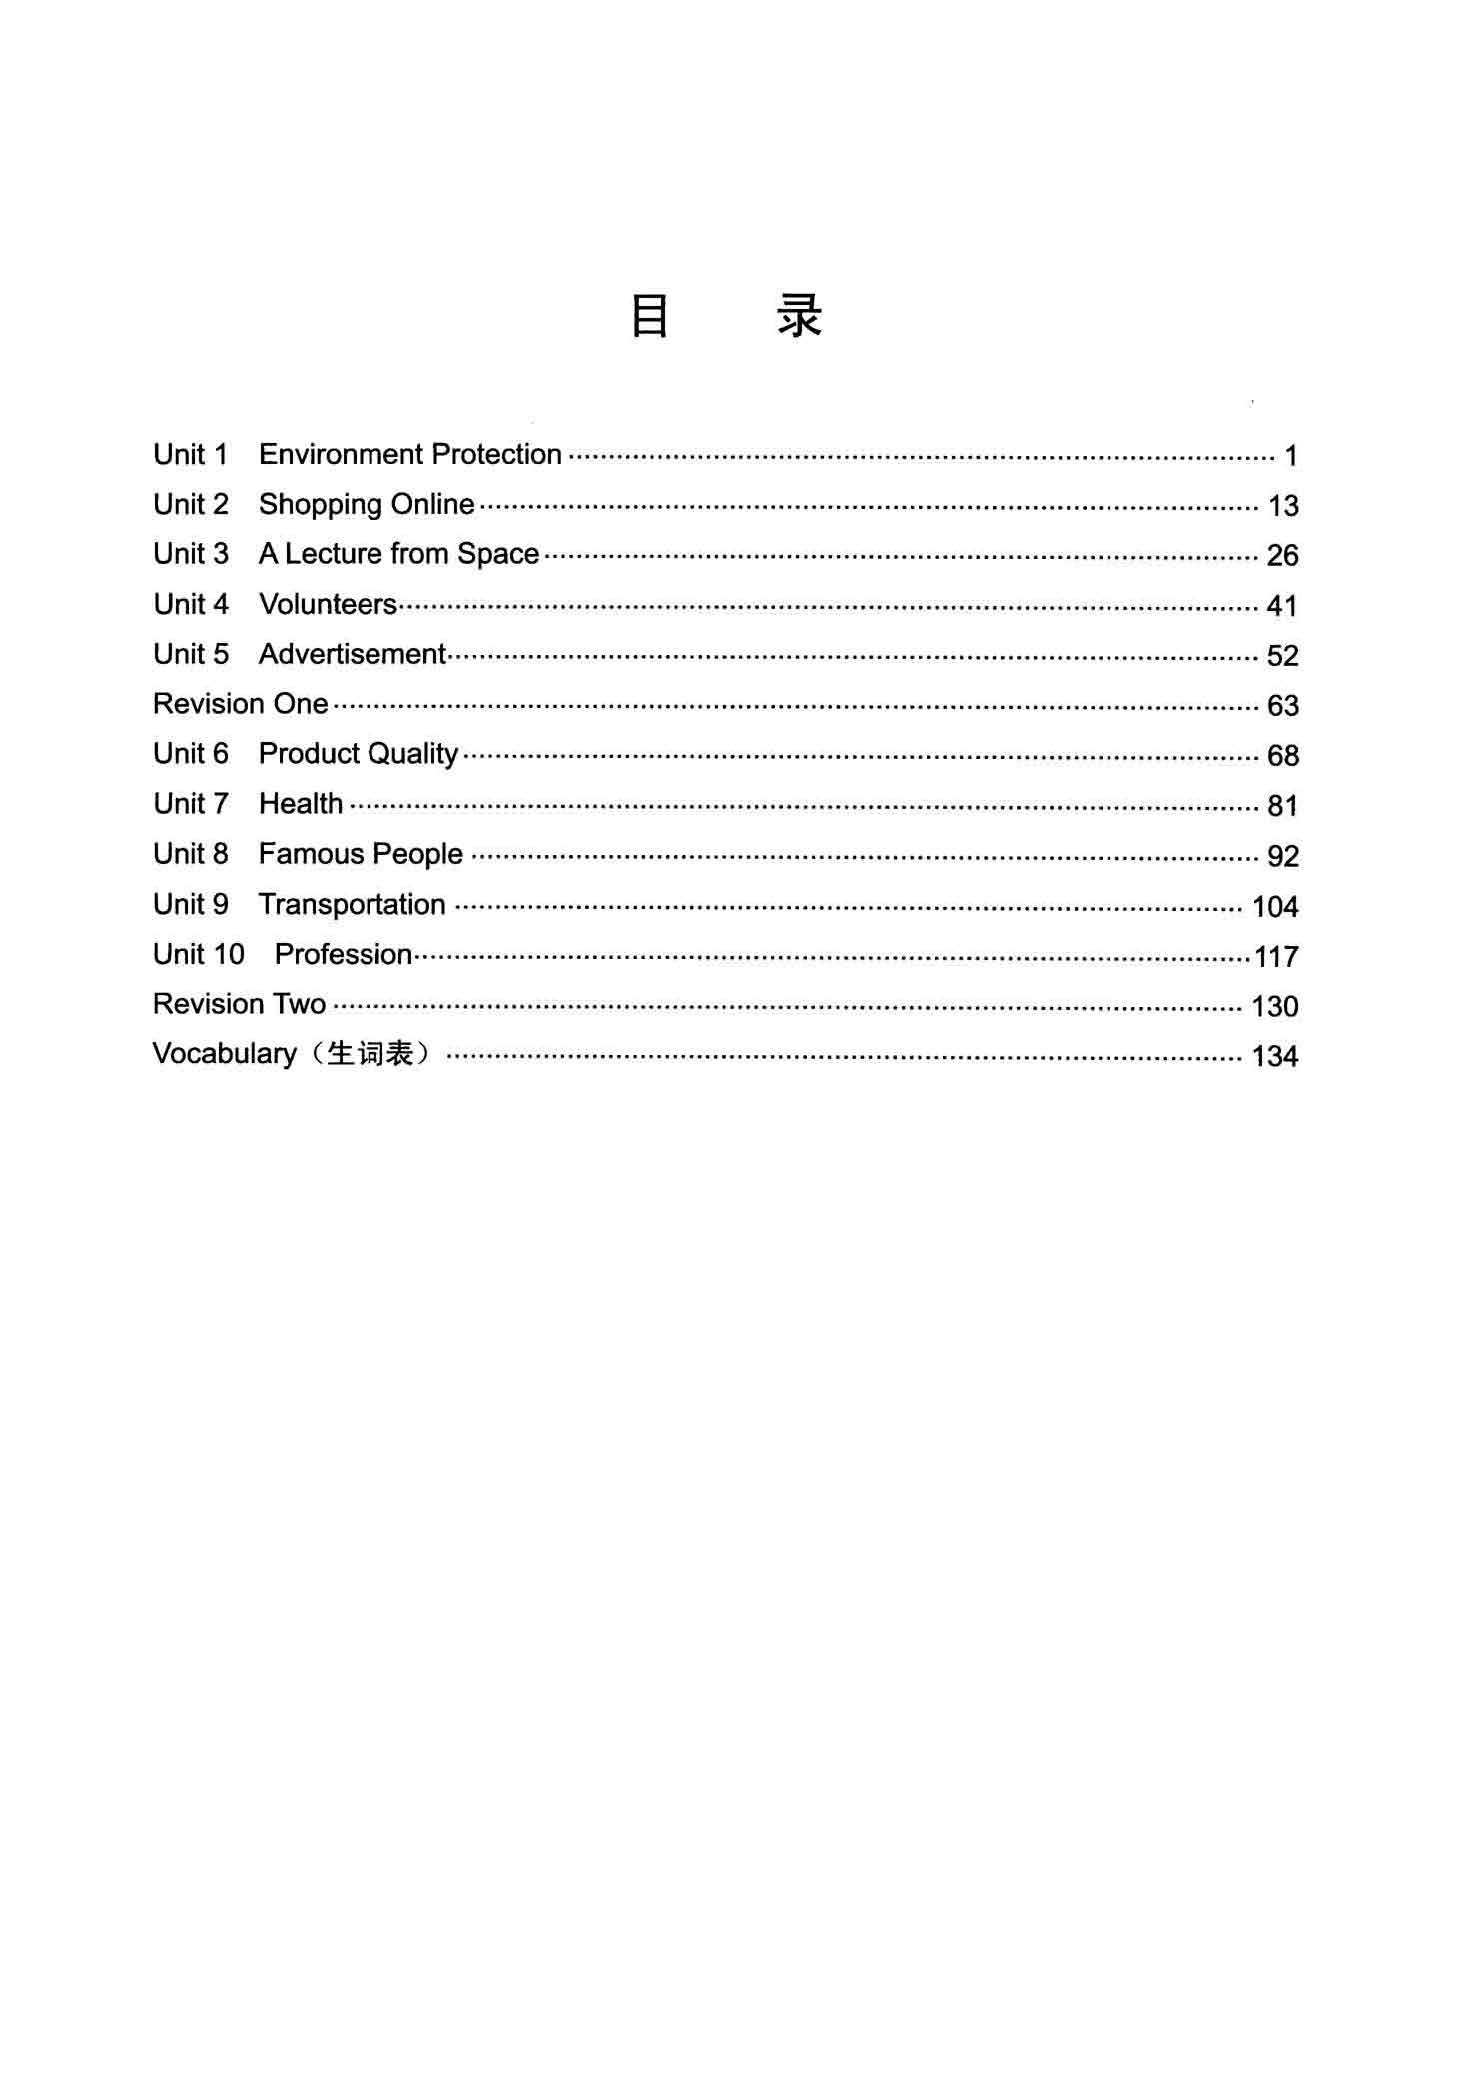 目 录
Unit 1 Environment Protection 1
Unit 2 Shopping Online 13
Unit 3 A Lecture from Space 26
Unit 4 Volunteers 41
Unit 5 Advertisement 52
Revision One 63
Unit 6 Product Quality 68
Unit 7 Health 81
Unit 8 Famous People 92
Unit 9 Transportation 104
Unit 10 Profession 117
Revision Two 130
Vocabulary（生词表） 134